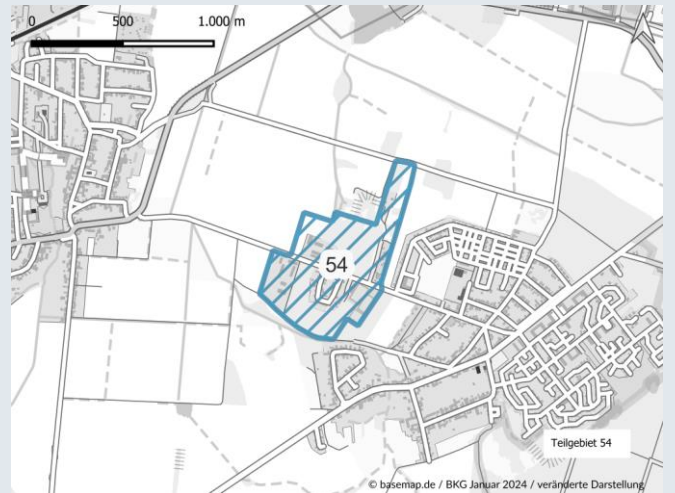 0 500 1.000 m
54
Teilgebiet 54
© basemap.de / BKG Januar 2024 / veränderte Darstellung